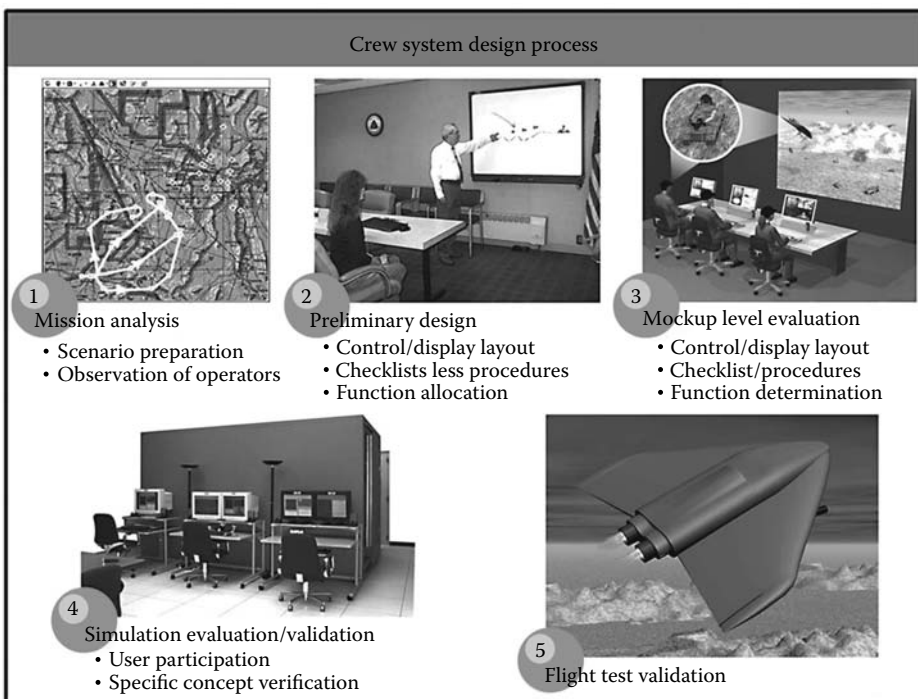 Crew system design process
1
Mission analysis
• Scenario preparation
• Observation of operators
2
Preliminary design
• Control/display layout
• Checklists less procedures
• Function allocation
3
Mockup level evaluation
• Control/display layout
• Checklist/procedures
• Function determination
4
Simulation evaluation/validation
• User participation
• Specific concept verification
5
Flight test validation